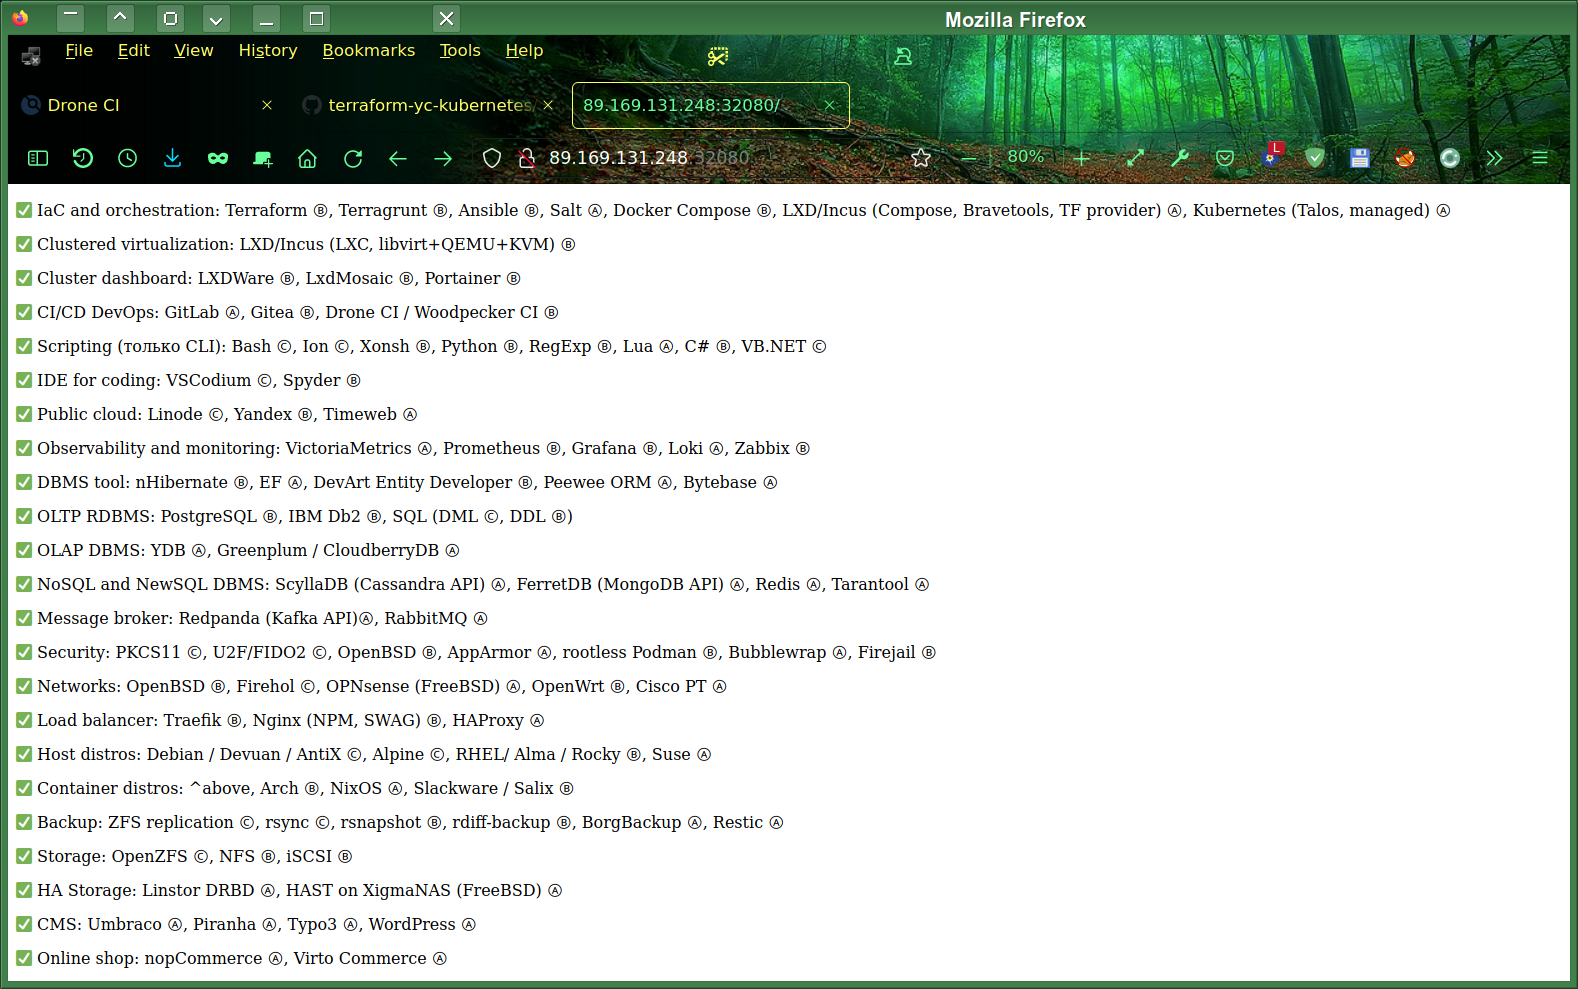 Mozilla Firefox
File Edit View History Bookmarks Tools Help
Drone CI
terraform-yc-kubernetes/
89.169.131.248:32080/
89.169.131.248:32080
80%
L
✅ IaC and orchestration: Terraform Ⓑ, Terragrunt Ⓑ, Ansible Ⓑ, Salt Ⓐ, Docker Compose Ⓑ, LXD/Incus (Compose, Bravetools, TF provider) Ⓐ, Kubernetes (Talos, managed) Ⓐ
✅ Clustered virtualization: LXD/Incus (LXC, libvirt+QEMU+KVM) Ⓑ
✅ Cluster dashboard: LXDWare Ⓑ, LxdMosaic Ⓑ, Portainer Ⓑ
✅ CI/CD DevOps: GitLab Ⓐ, Gitea Ⓑ, Drone CI / Woodpecker CI Ⓑ
✅ Scripting (только CLI): Bash Ⓒ, Ion Ⓒ, Xonsh Ⓑ, Python Ⓑ, RegExp Ⓑ, Lua Ⓐ, C# Ⓑ, VB.NET Ⓒ
✅ IDE for coding: VSCodium Ⓒ, Spyder Ⓑ
✅ Public cloud: Linode Ⓒ, Yandex Ⓑ, Timeweb Ⓐ
✅ Observability and monitoring: VictoriaMetrics Ⓐ, Prometheus Ⓑ, Grafana Ⓑ, Loki Ⓐ, Zabbix Ⓑ
✅ DBMS tool: nHibernate Ⓑ, EF Ⓐ, DevArt Entity Developer Ⓑ, Peewee ORM Ⓐ, Bytebase Ⓐ
✅ OLTP RDBMS: PostgreSQL Ⓑ, IBM Db2 Ⓑ, SQL (DML Ⓒ, DDL Ⓑ)
✅ OLAP DBMS: YDB Ⓐ, Greenplum / CloudberryDB Ⓐ
✅ NoSQL and NewSQL DBMS: ScyllaDB (Cassandra API) Ⓐ, FerretDB (MongoDB API) Ⓐ, Redis Ⓐ, Tarantool Ⓐ
✅ Message broker: Redpanda (Kafka API)Ⓐ, RabbitMQ Ⓐ
✅ Security: PKCS11 Ⓒ, U2F/FIDO2 Ⓒ, OpenBSD Ⓑ, AppArmor Ⓐ, rootless Podman Ⓑ, Bubblewrap Ⓐ, Firejail Ⓑ
✅ Networks: OpenBSD Ⓑ, Firehol Ⓒ, OPNsense (FreeBSD) Ⓐ, OpenWrt Ⓑ, Cisco PT Ⓐ
✅ Load balancer: Traefik Ⓑ, Nginx (NPM, SWAG) Ⓑ, HAProxy Ⓐ
✅ Host distros: Debian / Devuan / AntiX Ⓒ, Alpine Ⓒ, RHEL/ Alma / Rocky Ⓑ, Suse Ⓐ
✅ Container distros: ^above, Arch Ⓑ, NixOS Ⓐ, Slackware / Salix Ⓑ
✅ Backup: ZFS replication Ⓒ, rsync Ⓒ, rsnapshot Ⓑ, rdiff-backup Ⓑ, BorgBackup Ⓐ, Restic Ⓐ
✅ Storage: OpenZFS Ⓒ, NFS Ⓑ, iSCSI Ⓑ
✅ HA Storage: Linstor DRBD Ⓐ, HAST on XigmaNAS (FreeBSD) Ⓐ
✅ CMS: Umbraco Ⓐ, Piranha Ⓐ, Typo3 Ⓐ, WordPress Ⓐ
✅ Online shop: nopCommerce Ⓐ, Virto Commerce Ⓐ